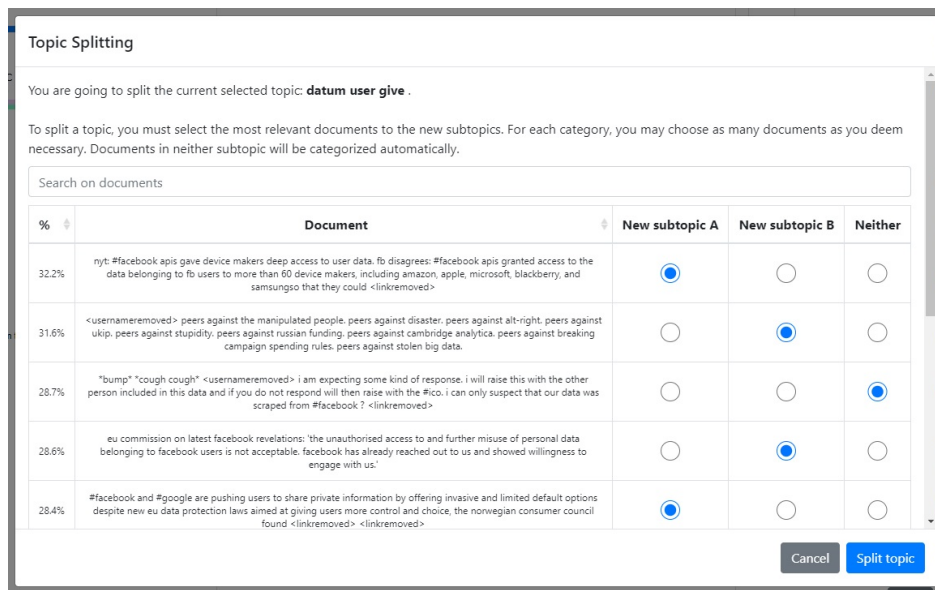 Topic Splitting
You are going to split the current selected topic: datum user give .
To split a topic, you must select the most relevant documents to the new subtopics. For each category, you may choose as many documents as you deem
necessary. Documents in neither subtopic will be categorized automatically.
Search on documents
% Document New subtopic A New subtopic B Neither
nyt: #facebook apis gave device makers deep access to user data. fb disagrees: #facebook apis granted access to the
32.2% data belonging to fb users to more than 60 device makers, including amazon, apple, microsoft, blackberry, and
samsungso that they could <linkremoved>
<usernameremoved> peers against the manipulated people. peers against disaster. peers against alt-right. peers against
31.6% ukip. peers against stupidity. peers against russian funding. peers against cambridge analytica. peers against breaking
campaign spending rules. peers against stolen big data.
*bump* *cough cough* <usernameremoved> i am expecting some kind of response. i will raise this with the other
28.7% person included in this data and if you do not respond will then raise with the #ico. i can only suspect that our data was
scraped from #facebook ? <linkremoved>
eu commission on latest facebook revelations: 'the unauthorised access to and further misuse of personal data
28.6% belonging to facebook users is not acceptable. facebook has already reached out to us and showed willingness to
engage with us.'
#facebook and #google are pushing users to share private information by offering invasive and limited default options
28.4% despite new eu data protection laws aimed at giving users more control and choice, the norwegian consumer council
found <linkremoved> <linkremoved>
Cancel Split topic